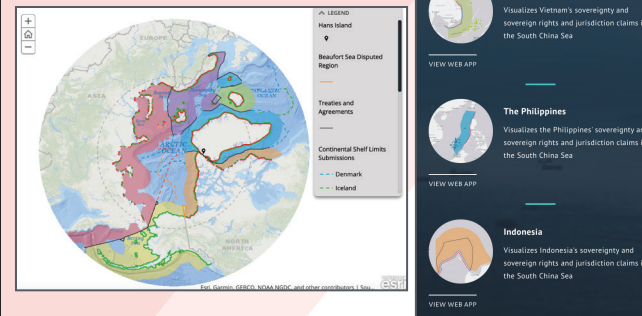 LEGEND
Hans Island
Beaufort Sea Disputed
Region
Treaties and
Agreements
Continental Shelf Limits
Submissions
Denmark
Iceland
EUROPE
ASIA
ATLANTIC
OCEAN
ARCTIC
OCEAN
NORTH
AMERICA
Esri, Garmin, GEBCO, NOAA NGDC, and other contributors | Sou...
esri
Visualizes Vietnam's sovereignty and
sovereign rights and jurisdiction claims
the South China Sea
VIEW WEB APP
The Philippines
Visualizes the Philippines' sovereignty
sovereign rights and jurisdiction claims
the South China Sea
VIEW WEB APP
Indonesia
Visualizes Indonesia's sovereignty and
sovereign rights and jurisdiction claims
the South China Sea
VIEW WEB APP